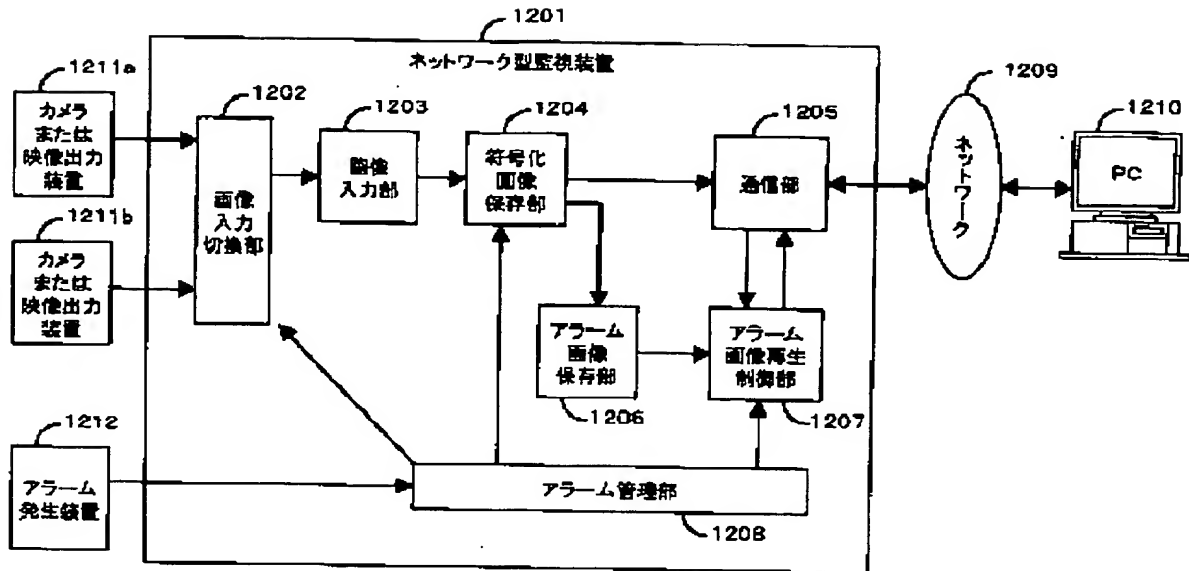 1201
ネットワーク型監視装置
1211a
カメラ
または
映像出力
装置
1202
画像
入力
切換部
1203
画像
入力部
1204
符号化
画像
保存部
1205
通信部
1209
ネットワーク
1210
PC
1211b
カメラ
または
映像出力
装置
アラーム
画像
保存部
1206
アラーム
画像再生
制御部
1207
1212
アラーム
発生装置
アラーム管理部
1208